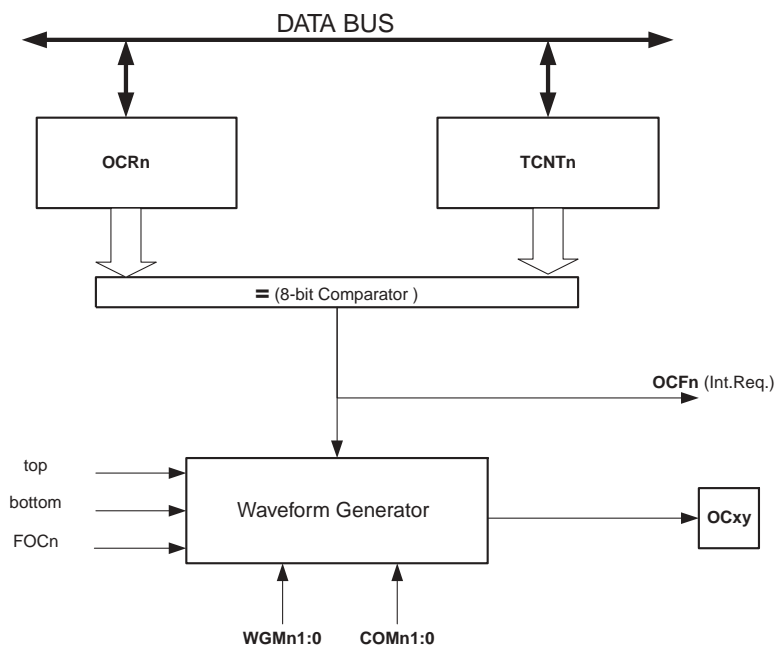 DATA BUS
OCRn
TCNTn
= (8-bit Comparator )
OCFn (Int.Req.)
top
bottom
FOCn
Waveform Generator
OCxy
WGMn1:0
COMn1:0